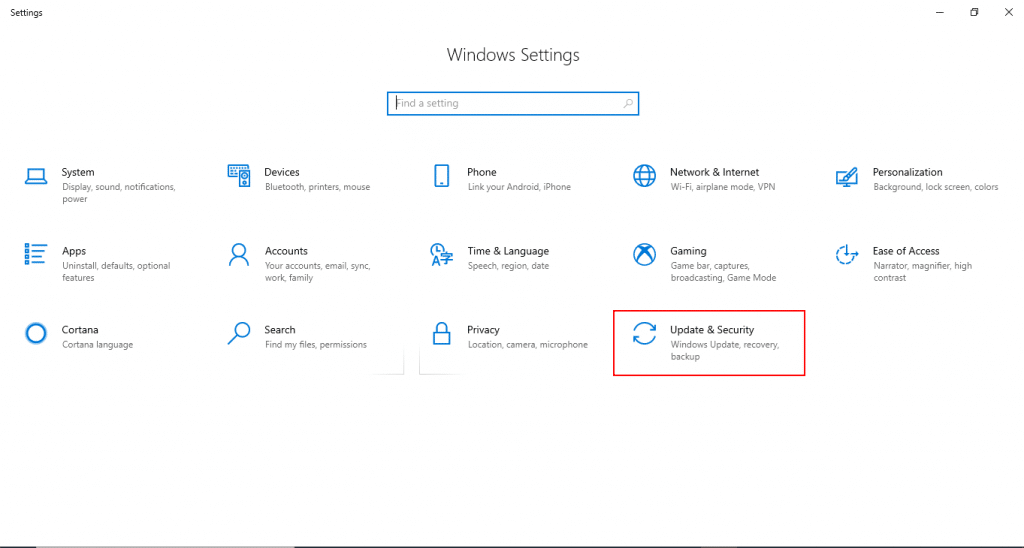 Settings
Windows Settings
Find a setting
System
Display, sound, notifications,
power
Devices
Bluetooth, printers, mouse
Phone
Link your Android, iPhone
Network & Internet
Wi-Fi, airplane mode, VPN
Personalization
Background, lock screen, colors
Apps
Uninstall, defaults, optional
features
Accounts
Your accounts, email, sync,
work, family
Time & Language
Speech, region, date
Gaming
Game bar, captures,
broadcasting, Game Mode
Ease of Access
Narrator, magnifier, high
contrast
Cortana
Cortana language
Search
Find my files, permissions
Privacy
Location, camera, microphone
Update & Security
Windows Update, recovery,
backup